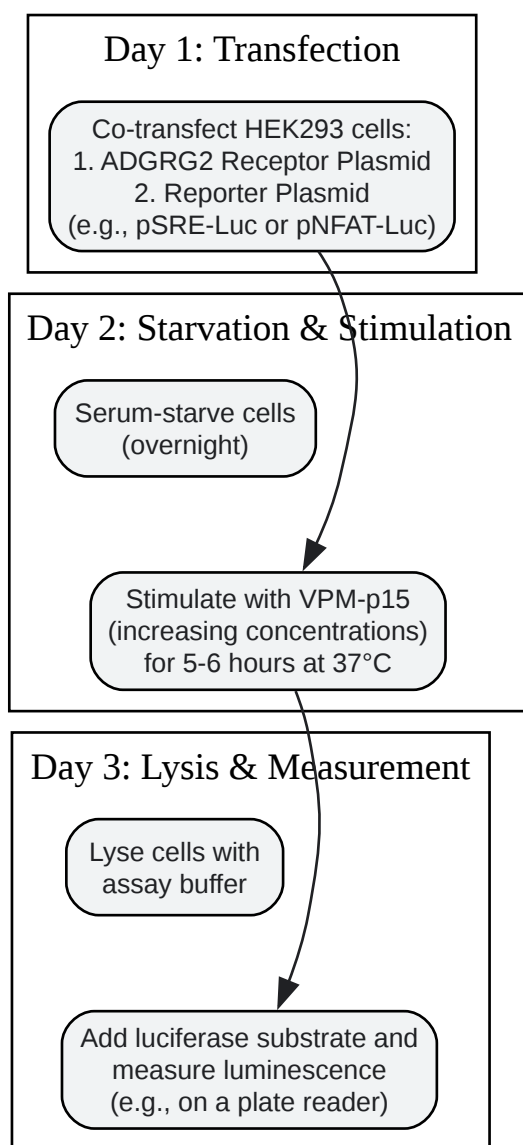 Day 1: Transfection
Co-transfect HEK293 cells:
1. ADGRG2 Receptor Plasmid
2. Reporter Plasmid
(e.g., pSRE-Luc or pNFAT-Luc)
Day 2: Starvation & Stimulation
Serum-starve cells
(overnight)
Stimulate with VPM-p15
(increasing concentrations)
for 5-6 hours at 37°C
Day 3: Lysis & Measurement
Lyse cells with
assay buffer
Add luciferase substrate and
measure luminescence
(e.g., on a plate reader)